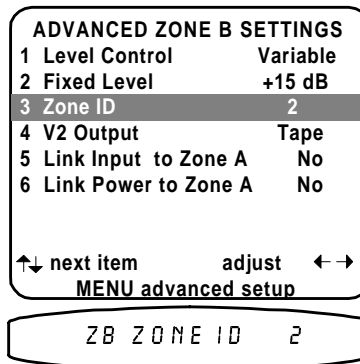 ADVANCED ZONE B SETTINGS
1 Level Control Variable
2 Fixed Level +15 dB
3 Zone ID 2
4 V2 Output Tape
5 Link Input to Zone A No
6 Link Power to Zone A No
↑↓ next item adjust ←→
MENU advanced setup
ZB ZONE ID 2